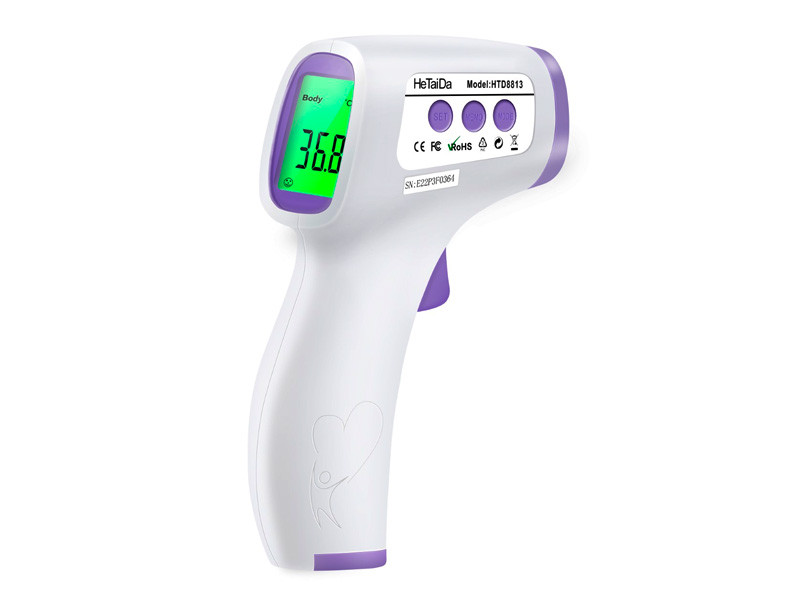 Body
°C
36.8
HeTaiDa Model:HTD8813
SET
CE FC RoHS
SN:E22P3F0364